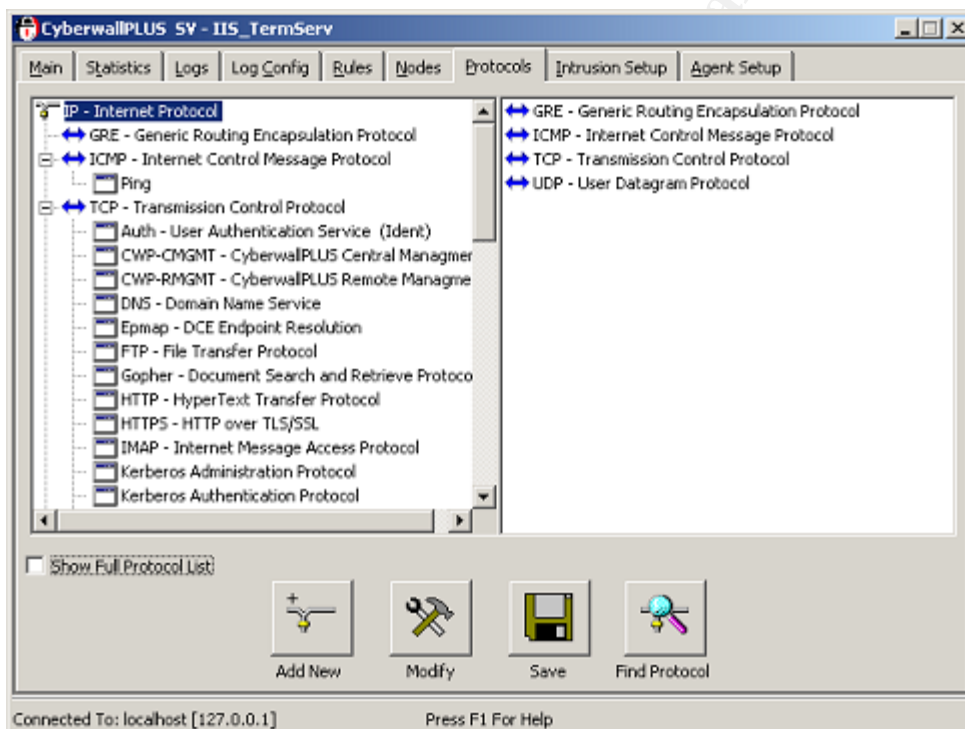 CyberwallPLUS SV - IIS_TermServ
Main Statistics Logs Log Config Rules Nodes Protocols Intrusion Setup Agent Setup
IP - Internet Protocol
GRE - Generic Routing Encapsulation Protocol
ICMP - Internet Control Message Protocol
Ping
TCP - Transmission Control Protocol
Auth - User Authentication Service (Ident)
CWP-CMGMT - CyberwallPLUS Central Managmer
CWP-RMGMT - CyberwallPLUS Remote Managme
DNS - Domain Name Service
Epmap - DCE Endpoint Resolution
FTP - File Transfer Protocol
Gopher - Document Search and Retrieve Protoco
HTTP - HyperText Transfer Protocol
HTTPS - HTTP over TLS/SSL
IMAP - Internet Message Access Protocol
Kerberos Administration Protocol
Kerberos Authentication Protocol
GRE - Generic Routing Encapsulation Protocol
ICMP - Internet Control Message Protocol
TCP - Transmission Control Protocol
UDP - User Datagram Protocol
Show Full Protocol List
Add New Modify Save Find Protocol
Connected To: localhost [127.0.0.1] Press F1 For Help